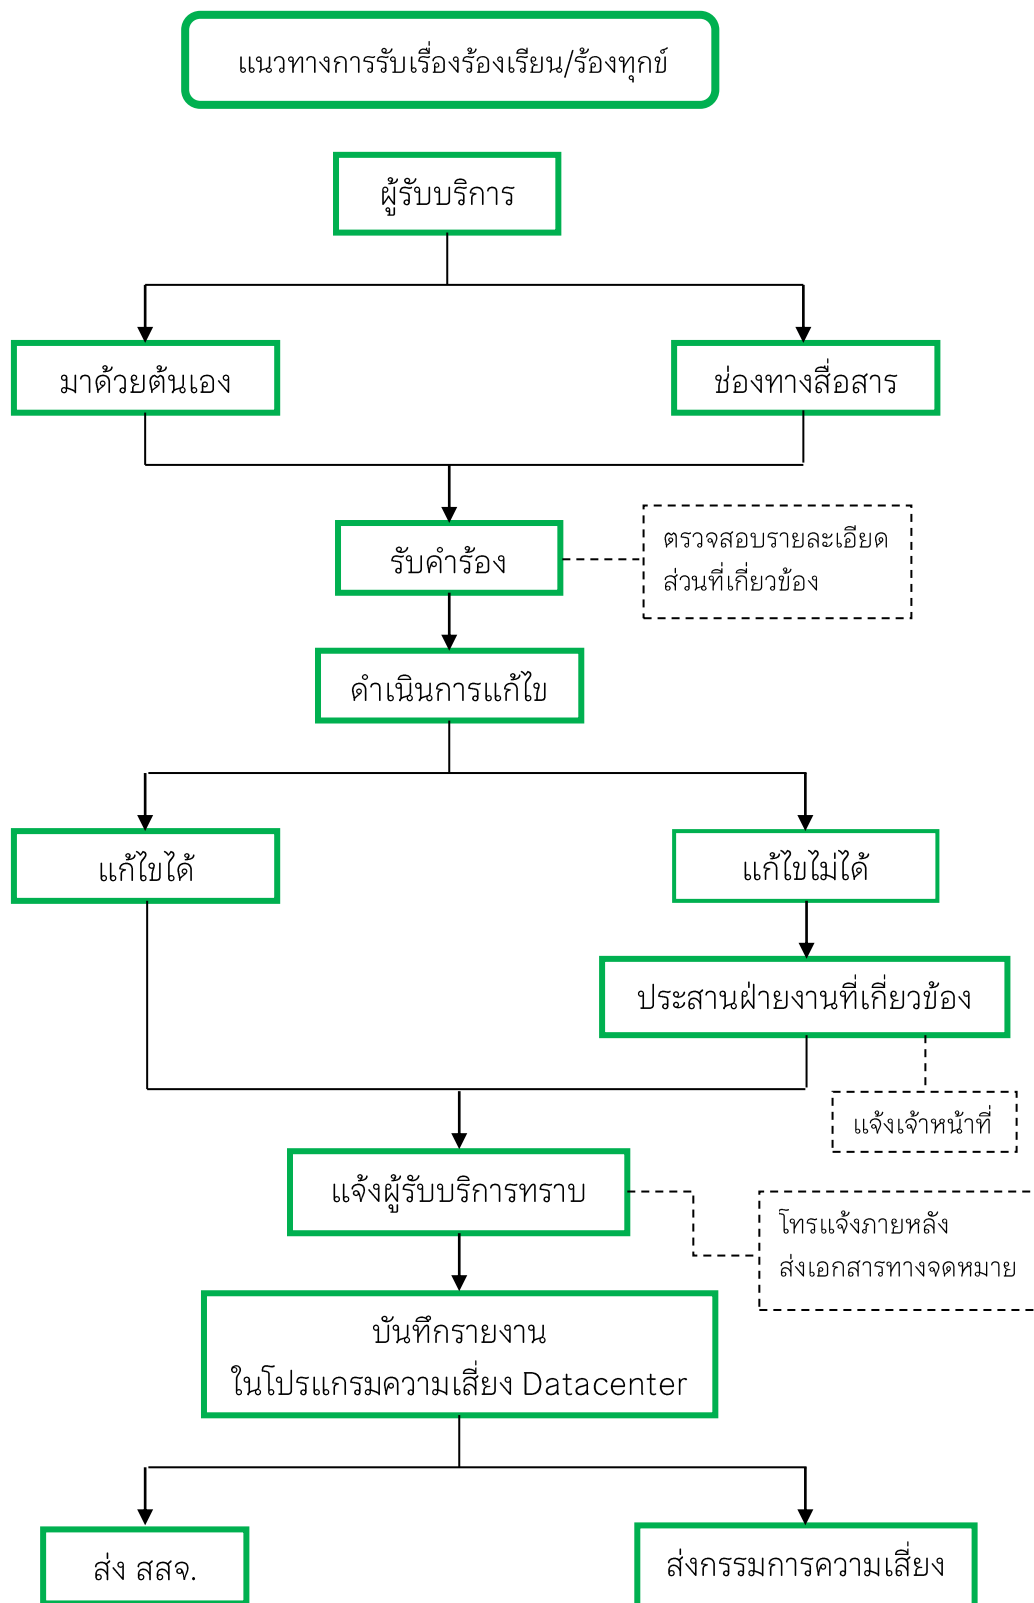 แนวทางการรับเรื่องร้องเรียน/ร้องทุกข์
ผู้รับบริการ
มาด้วยต้นเอง
ช่องทางสื่อสาร
รับคำร้อง
ตรวจสอบรายละเอียด
ส่วนที่เกี่ยวข้อง
ดำเนินการแก้ไข
แก้ไขได้
แก้ไขไม่ได้
ประสานฝ่ายงานที่เกี่ยวข้อง
แจ้งเจ้าหน้าที่
แจ้งผู้รับบริการทราบ
โทรแจ้งภายหลัง
ส่งเอกสารทางจดหมาย
บันทึกรายงาน
ในโปรแกรมความเสี่ยง Datacenter
ส่ง สสจ.
ส่งกรรมการความเสี่ยง